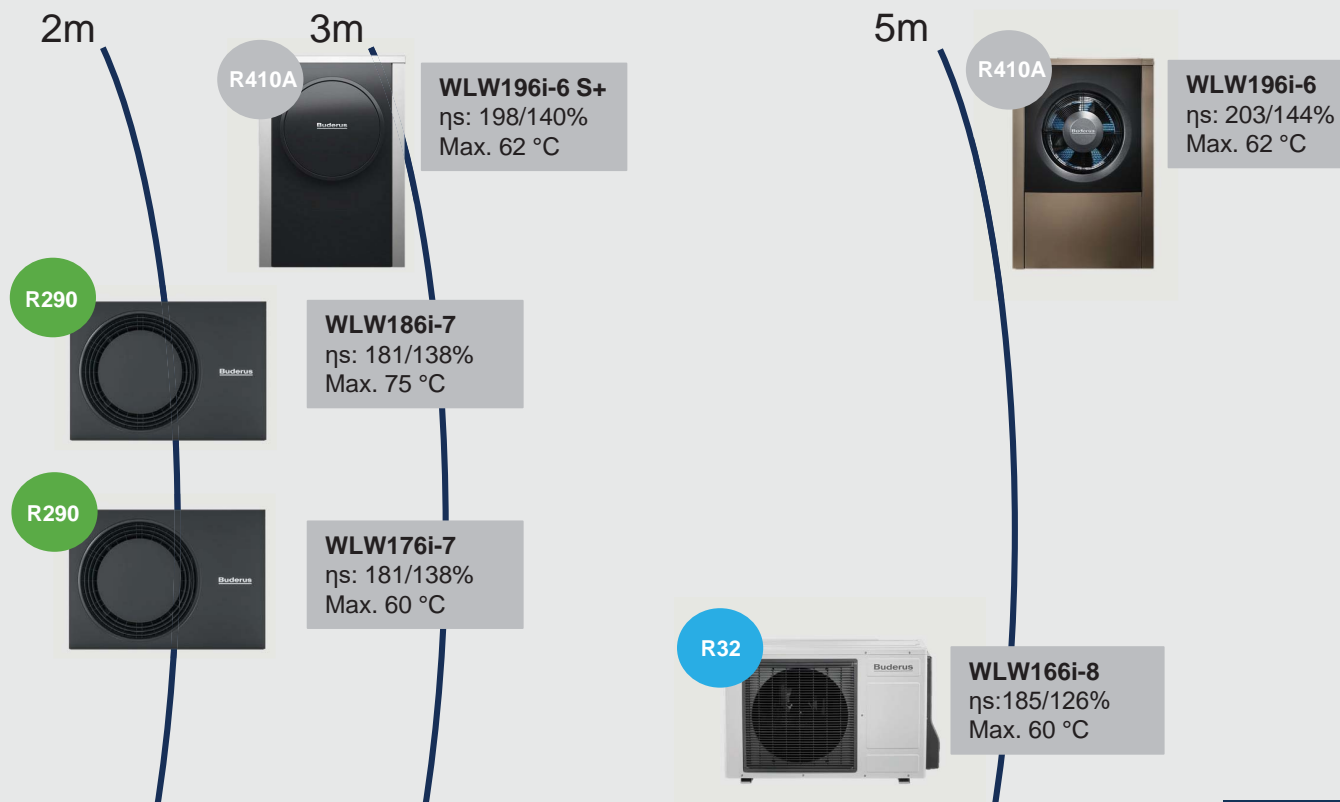 2m
3m
5m
R410A
Buderus
WLW196i-6 S+
ηs: 198/140%
Max. 62 °C
R410A
Buderus
WLW196i-6
ηs: 203/144%
Max. 62 °C
R290
Buderus
WLW186i-7
ηs: 181/138%
Max. 75 °C
R290
Buderus
WLW176i-7
ηs: 181/138%
Max. 60 °C
R32
Buderus
WLW166i-8
ηs:185/126%
Max. 60 °C